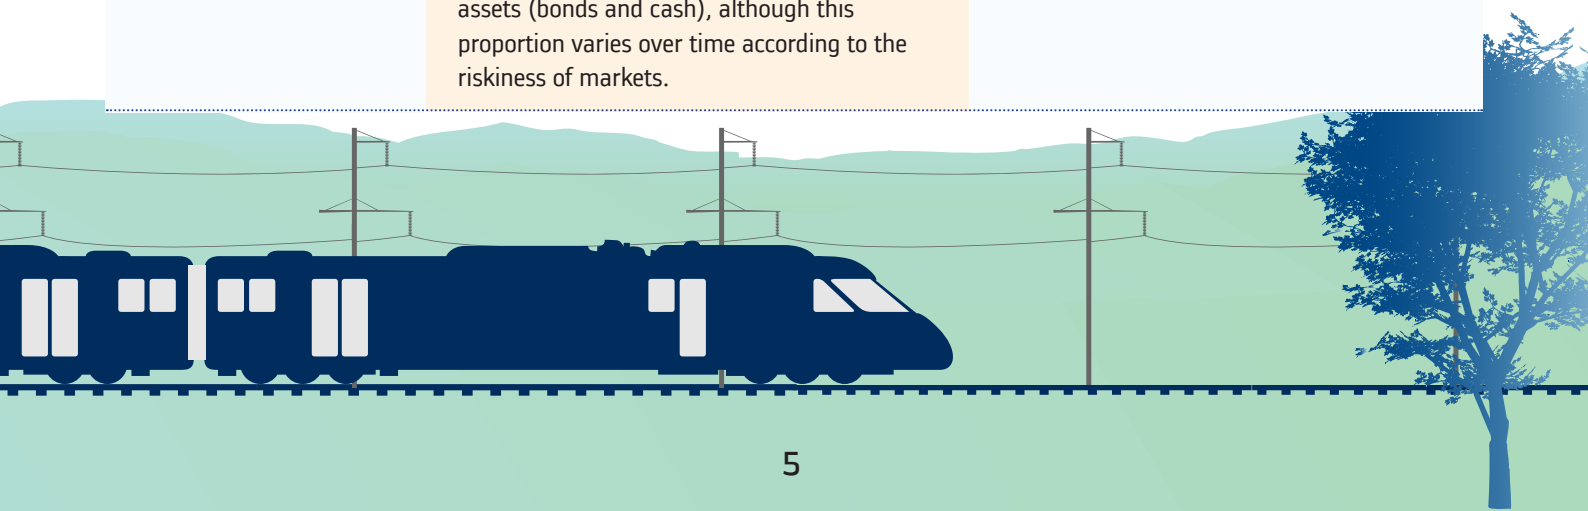 assets (bonds and cash), although this
proportion varies over time according to the
riskiness of markets.
5